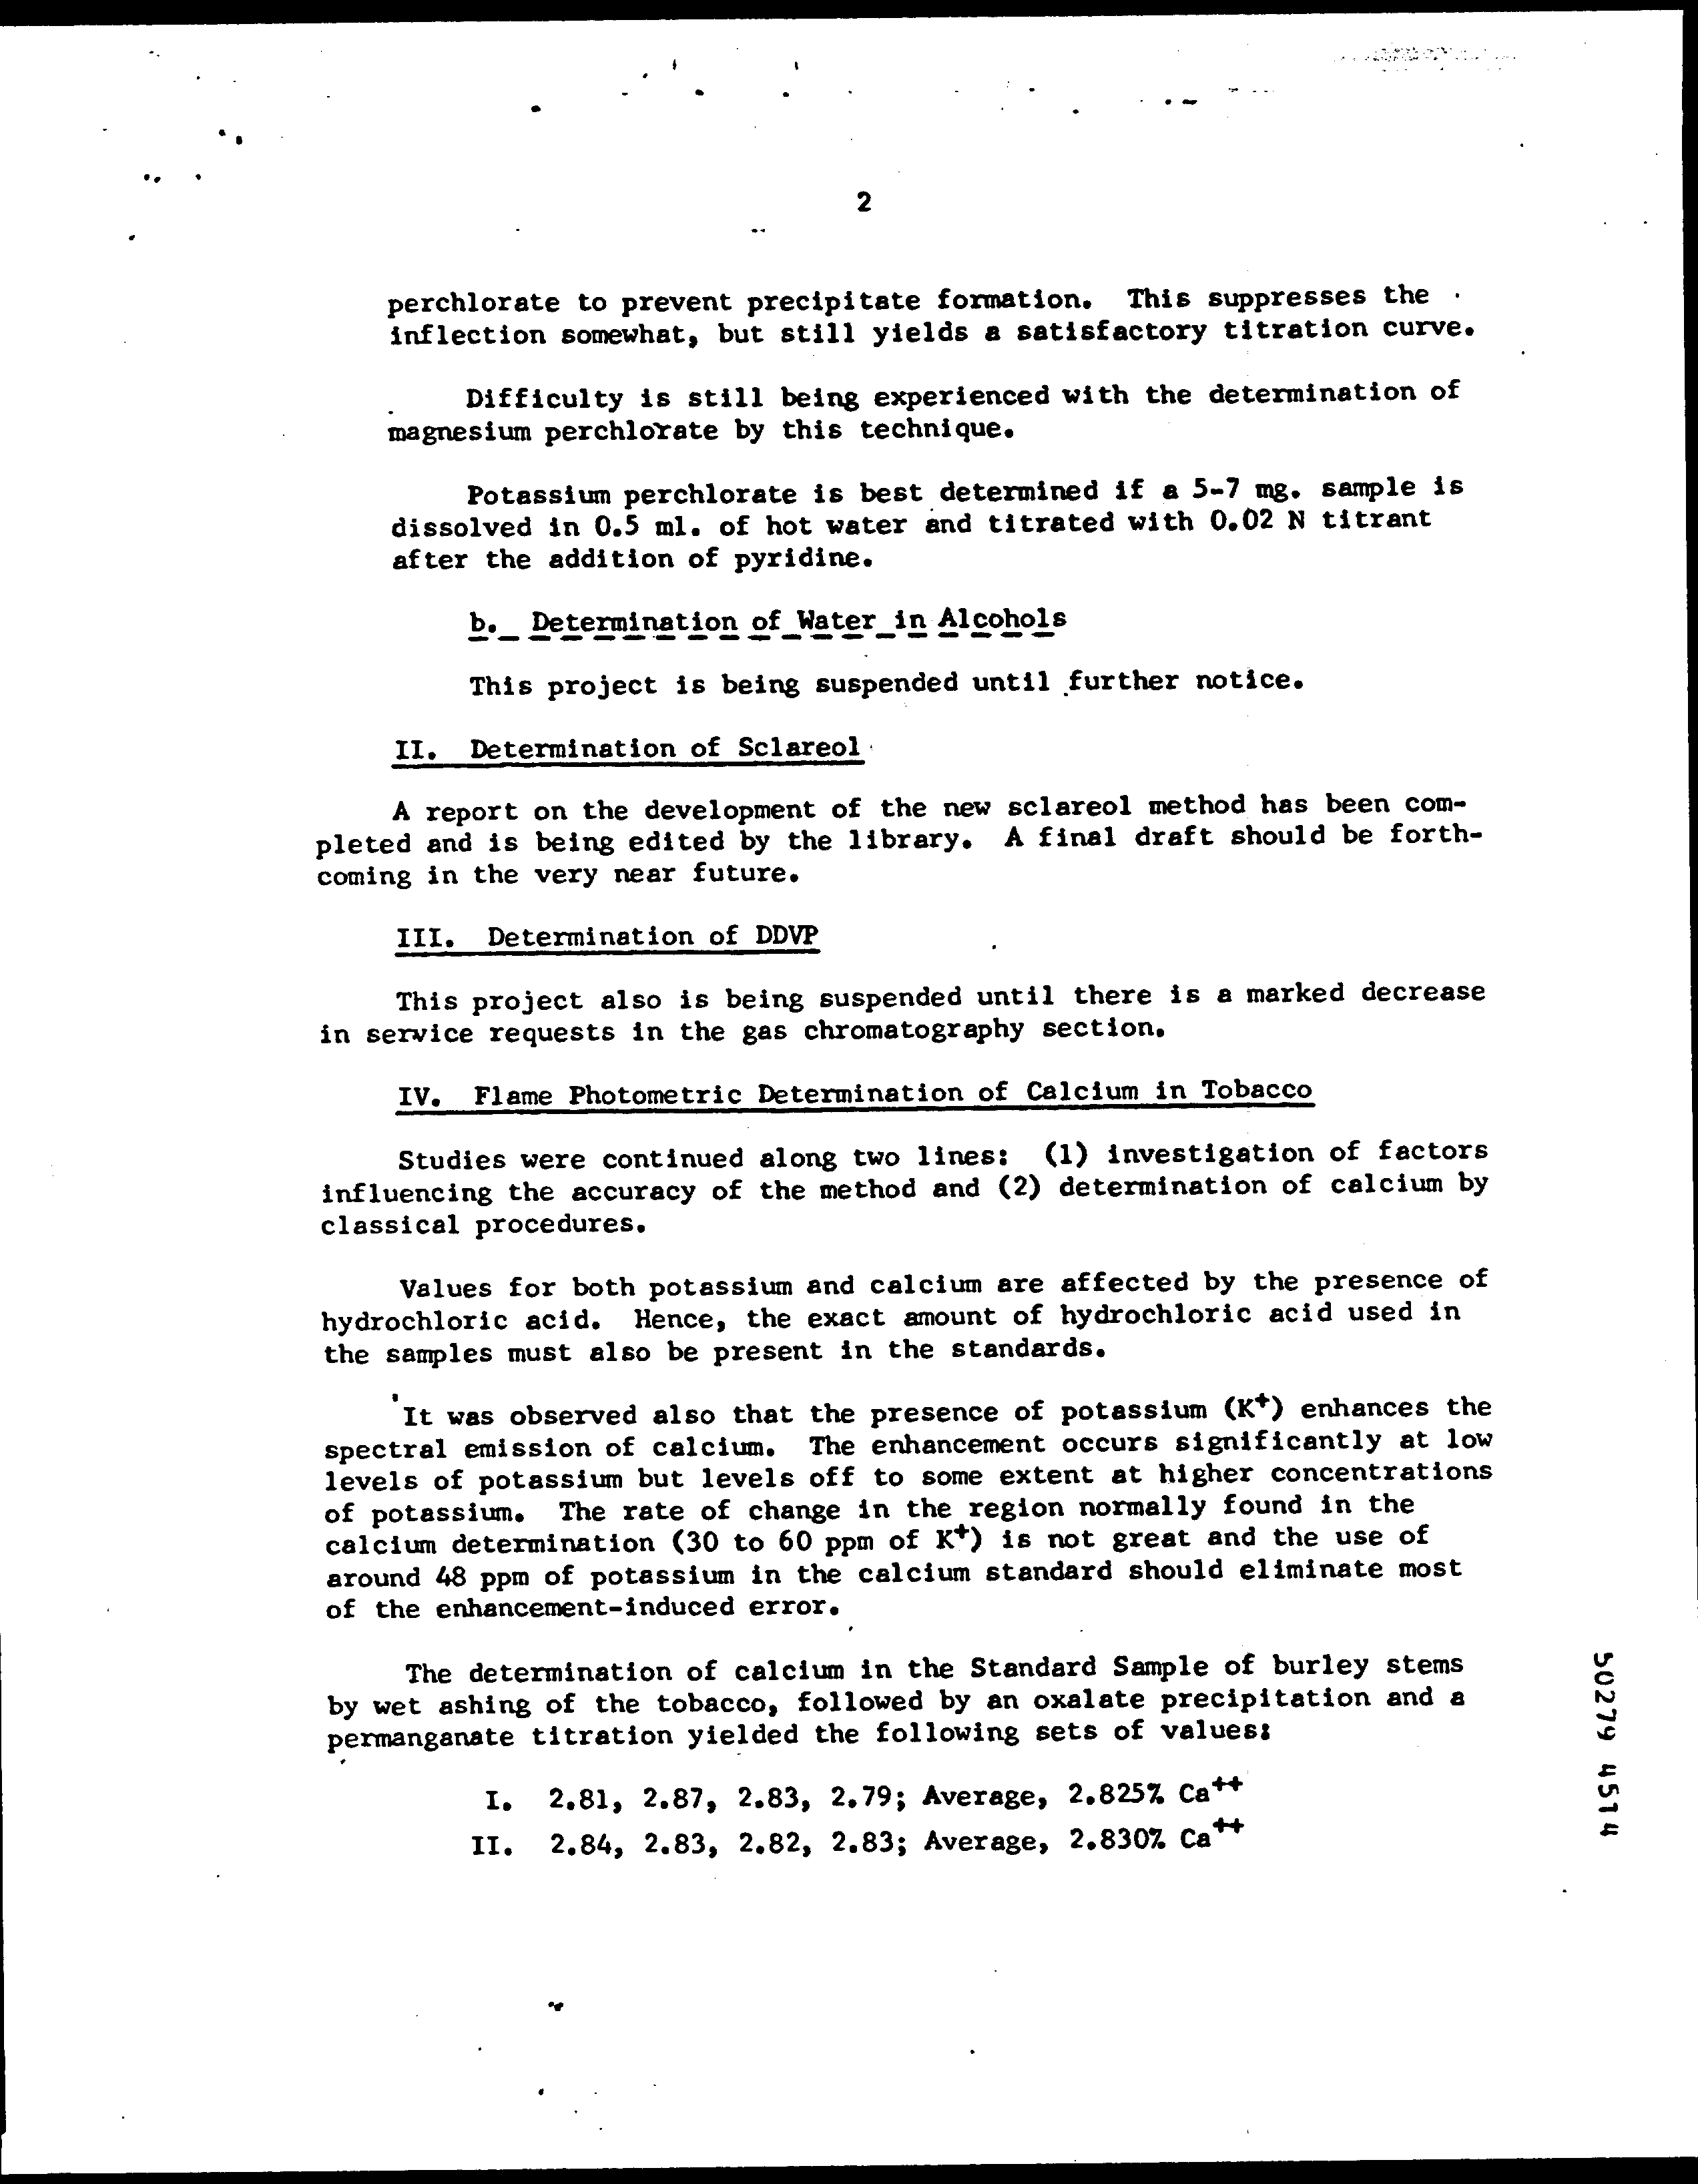 2
perchlorate to prevent precipitate formation. This suppresses the
inflection somewhat, but still yields a satisfactory titration curve.
Difficulty is still being experienced with the determination of
magnesium perchlorate by this technique.
Potassium perchlorate is best determined if a 5-7 mg. sample is
dissolved in 0.5 ml. of hot water and titrated with 0.02 N titrant
after the addition of pyridine.
b. Determination of Water in Alcohols
This project is being suspended until further notice.
II. Determination of Sclareol
A report on the development of the new sclareol method has been com-
pleted and is being edited by the library. A final draft should be forth-
coming in the very near future.
III. Determination of DDVP
This project also is being suspended until there is a marked decrease
in service requests in the gas chromatography section.
IV. Flame Photometric Determination of Calcium in Tobacco
Studies were continued along two lines: (1) investigation of factors
influencing the accuracy of the method and (2) determination of calcium by
classical procedures.
Values for both potassium and calcium are affected by the presence of
hydrochloric acid. Hence, the exact amount of hydrochloric acid used in
the samples must also be present in the standards.
It was observed also that the presence of potassium (K⁺) enhances the
spectral emission of calcium. The enhancement occurs significantly at low
levels of potassium but levels off to some extent at higher concentrations
of potassium. The rate of change in the region normally found in the
calcium determination (30 to 60 ppm of K⁺) is not great and the use of
around 48 ppm of potassium in the calcium standard should eliminate most
of the enhancement-induced error.
The determination of calcium in the Standard Sample of burley stems
by wet ashing of the tobacco, followed by an oxalate precipitation and a
permanganate titration yielded the following sets of values:
I. 2.81, 2.87, 2.83, 2.79; Average, 2.825% Ca⁺⁺
II. 2.84, 2.83, 2.82, 2.83; Average, 2.830% Ca⁺⁺
50279 4514